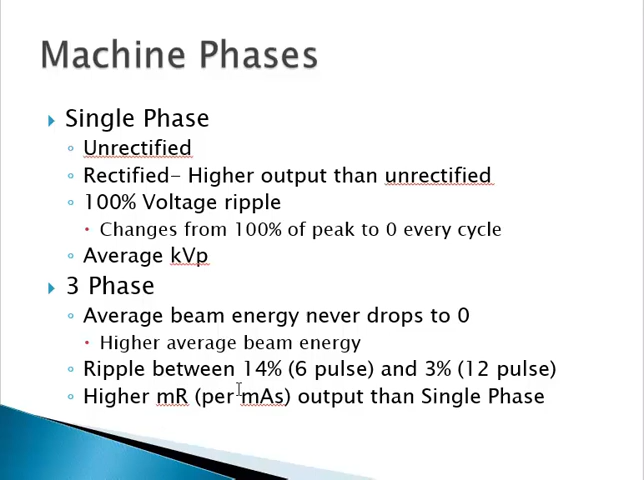 Machine Phases
Single Phase
Unrectified
Rectified- Higher output than unrectified
100% Voltage ripple
Changes from 100% of peak to 0 every cycle
Average kVp
3 Phase
Average beam energy never drops to 0
Higher average beam energy
Ripple between 14% (6 pulse) and 3% (12 pulse)
Higher mR (per mAs) output than Single Phase